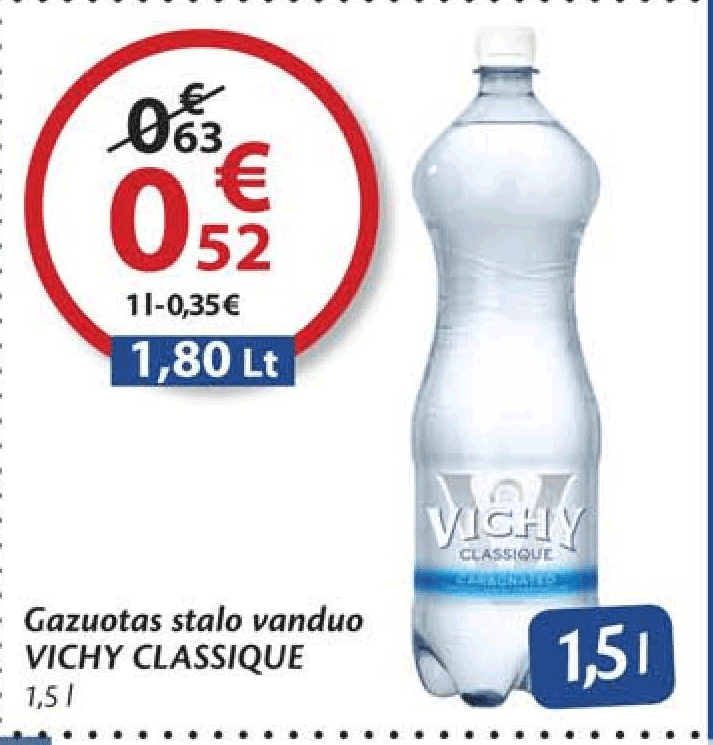 0€63
0€52
1l-0,35€
1,80 Lt
VICHY
CLASSIQUE
CARBONATED
Gazuotas stalo vanduo
VICHY CLASSIQUE
1,5 l
1,5 l